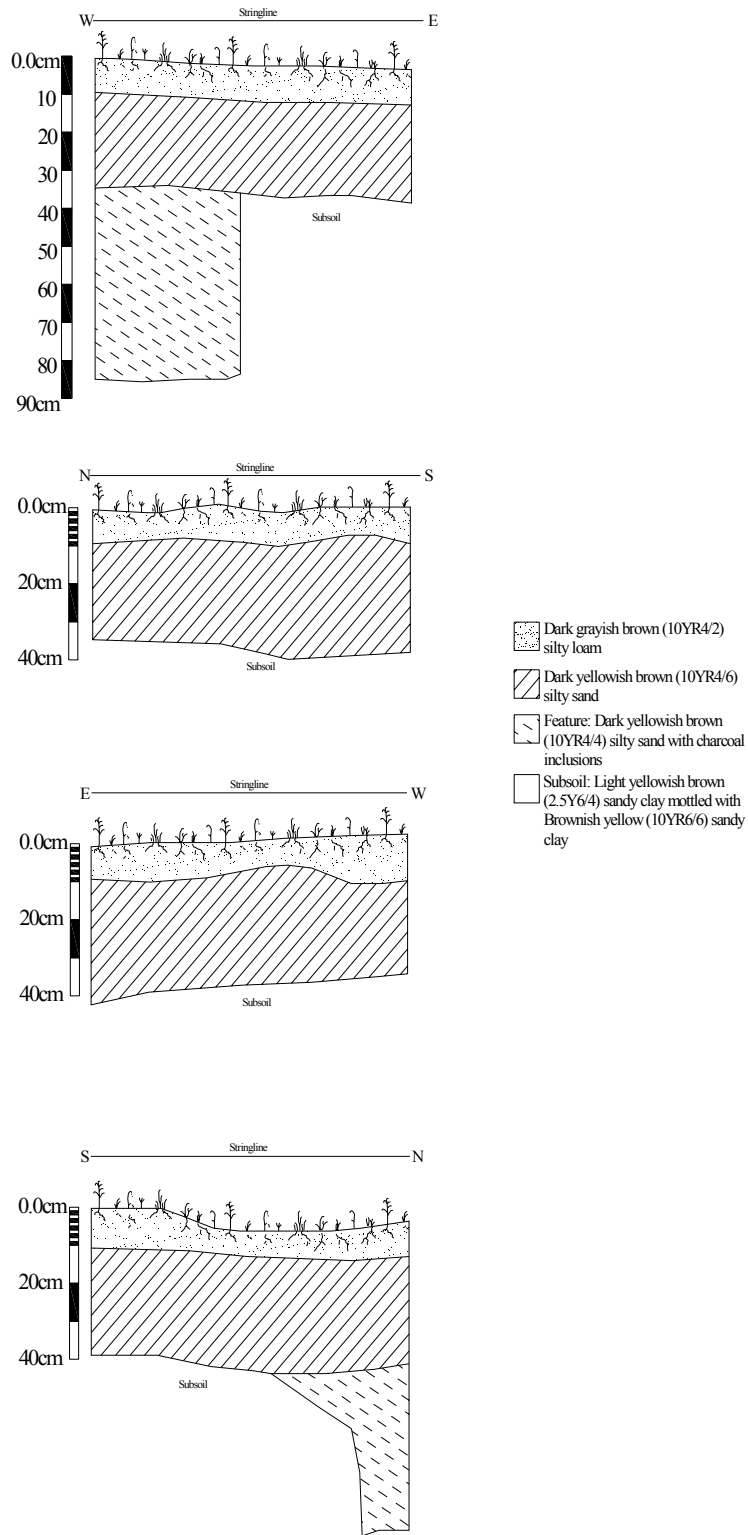 Stringline
W E
0.0cm
10
20
30
40
50
60
70
80
90cm
Subsoil
Stringline
N S
0.0cm
20cm
40cm
Subsoil
Dark grayish brown (10YR4/2)
silty loam
Dark yellowish brown (10YR4/6)
silty sand
Feature: Dark yellowish brown
(10YR4/4) silty sand with charcoal
inclusions
Subsoil: Light yellowish brown
(2.5Y6/4) sandy clay mottled with
Brownish yellow (10YR6/6) sandy
clay
Stringline
E W
0.0cm
20cm
40cm
Subsoil
Stringline
S N
0.0cm
20cm
40cm
Subsoil